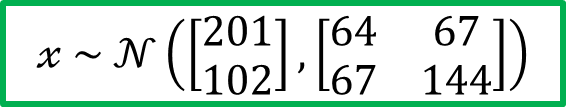 x ~ 𝒩 ([201 102], [64 67 67 144])